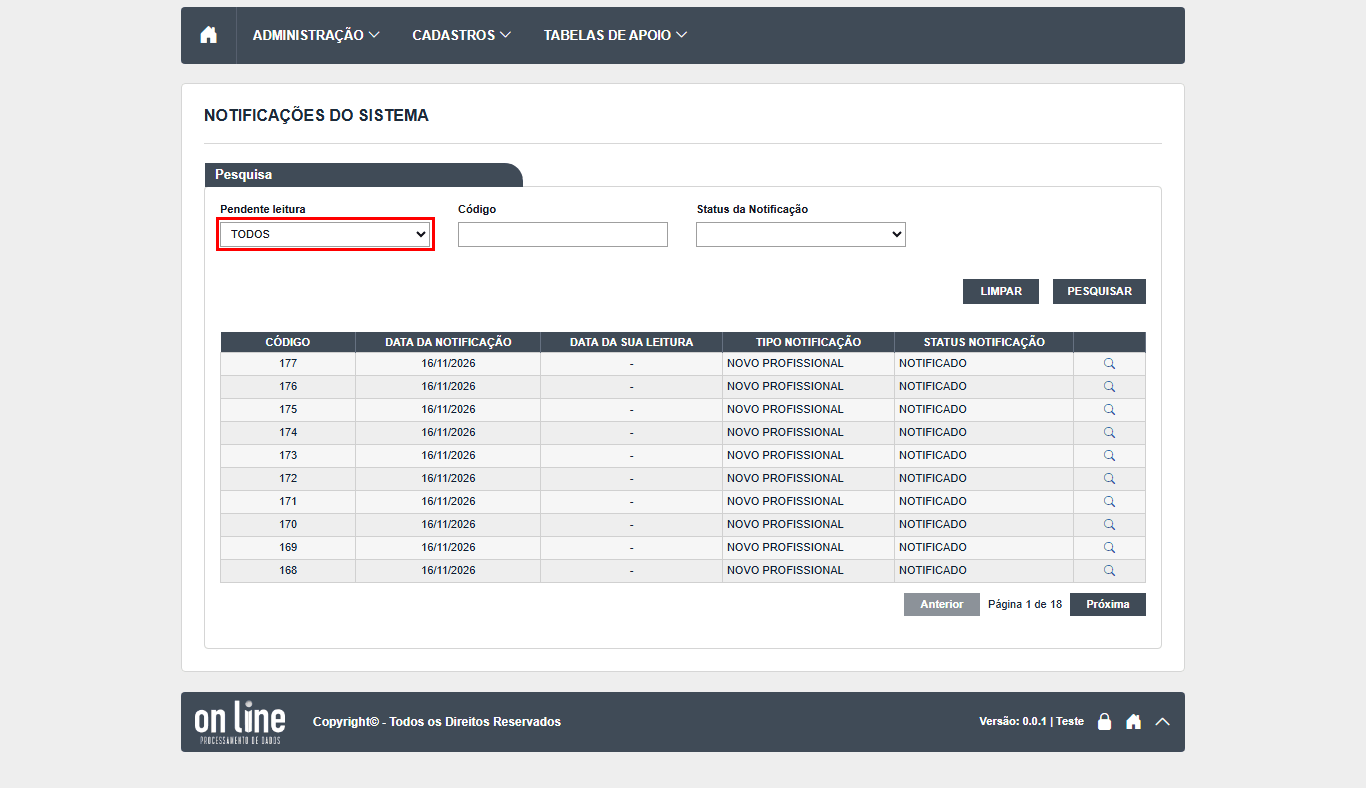 ADMINISTRAÇÃO CADASTROS TABELAS DE APOIO
NOTIFICAÇÕES DO SISTEMA
Pesquisa
Pendente leitura Código Status da Notificação
TODOS
LIMPAR PESQUISAR
CÓDIGO DATA DA NOTIFICAÇÃO DATA DA SUA LEITURA TIPO NOTIFICAÇÃO STATUS NOTIFICAÇÃO
177 16/11/2026 - NOVO PROFISSIONAL NOTIFICADO
176 16/11/2026 - NOVO PROFISSIONAL NOTIFICADO
175 16/11/2026 - NOVO PROFISSIONAL NOTIFICADO
174 16/11/2026 - NOVO PROFISSIONAL NOTIFICADO
173 16/11/2026 - NOVO PROFISSIONAL NOTIFICADO
172 16/11/2026 - NOVO PROFISSIONAL NOTIFICADO
171 16/11/2026 - NOVO PROFISSIONAL NOTIFICADO
170 16/11/2026 - NOVO PROFISSIONAL NOTIFICADO
169 16/11/2026 - NOVO PROFISSIONAL NOTIFICADO
168 16/11/2026 - NOVO PROFISSIONAL NOTIFICADO
Anterior Página 1 de 18 Próxima
on line
PROCESSAMENTO DE DADOS
Copyright© - Todos os Direitos Reservados
Versão: 0.0.1 | Teste